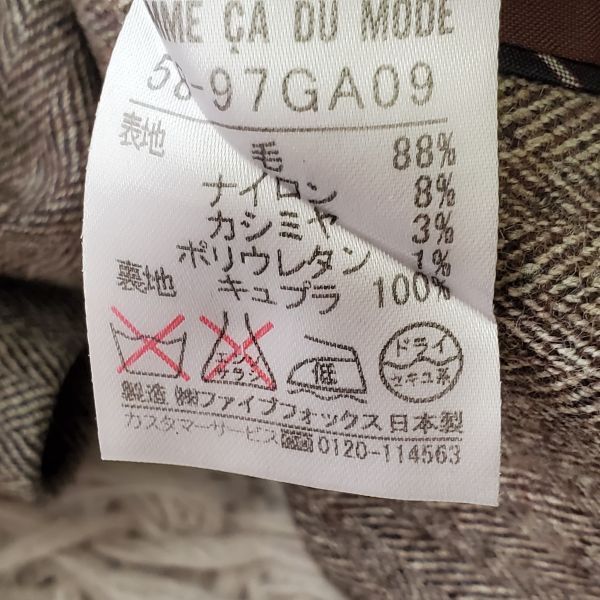 MME ÇA DU MODE
58-97GA09
表地 毛 88%
ナイロン 8%
カシミヤ 3%
ポリウレタン 1%
裏地 キュプラ 100%
エンソ サラシ 低 ドライ セキユ系
製造 ㈱ファイブフォックス 日本製
カスタマーサービス 0120-114563